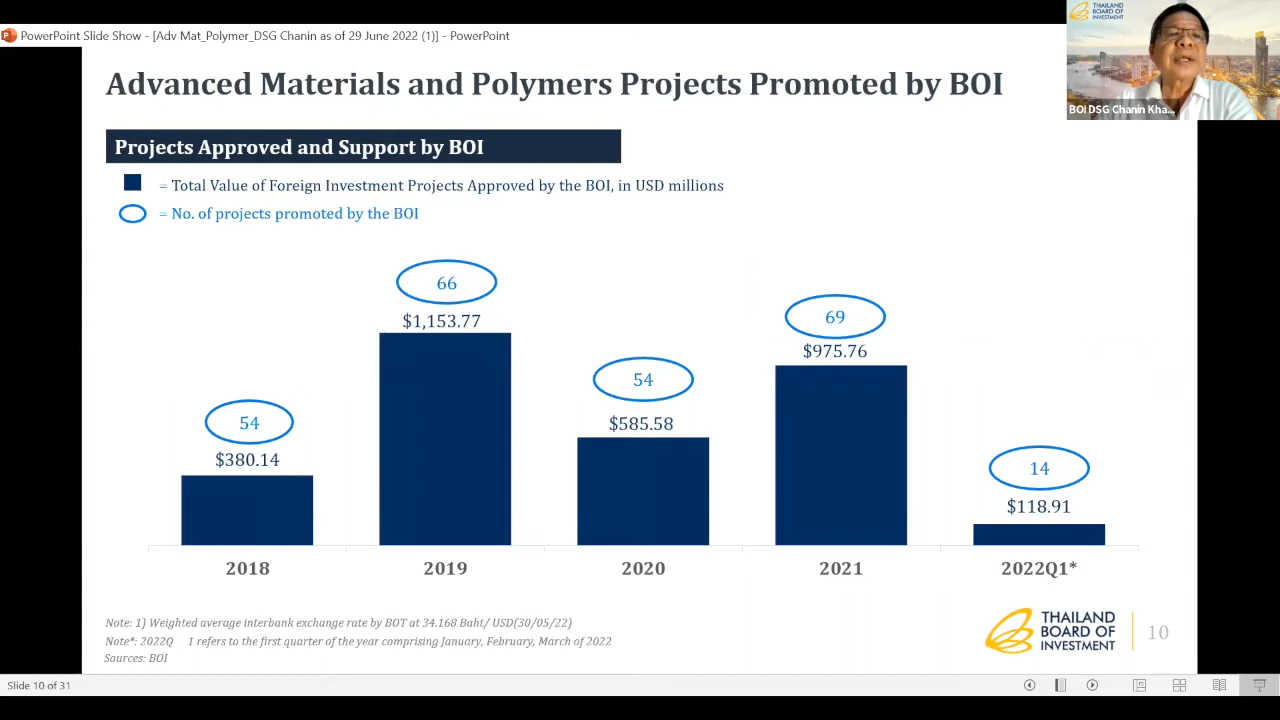 PowerPoint Slide Show - [Adv Mat_Polymer_DSG Chanin as of 29 June 2022 (1)] - PowerPoint
THAILAND
BOARD OF
INVESTMENT
BOI DSG Chanin Kha...
Advanced Materials and Polymers Projects Promoted by BOI
Projects Approved and Support by BOI
= Total Value of Foreign Investment Projects Approved by the BOI, in USD millions
= No. of projects promoted by the BOI
54
$380.14
66
$1,153.77
54
$585.58
69
$975.76
14
$118.91
2018
2019
2020
2021
2022Q1*
Note: 1) Weighted average interbank exchange rate by BOT at 34.168 Baht/ USD(30/05/22)
Note*: 2022Q 1 refers to the first quarter of the year comprising January, February, March of 2022
Sources: BOI
THAILAND
BOARD OF
INVESTMENT
10
Slide 10 of 31